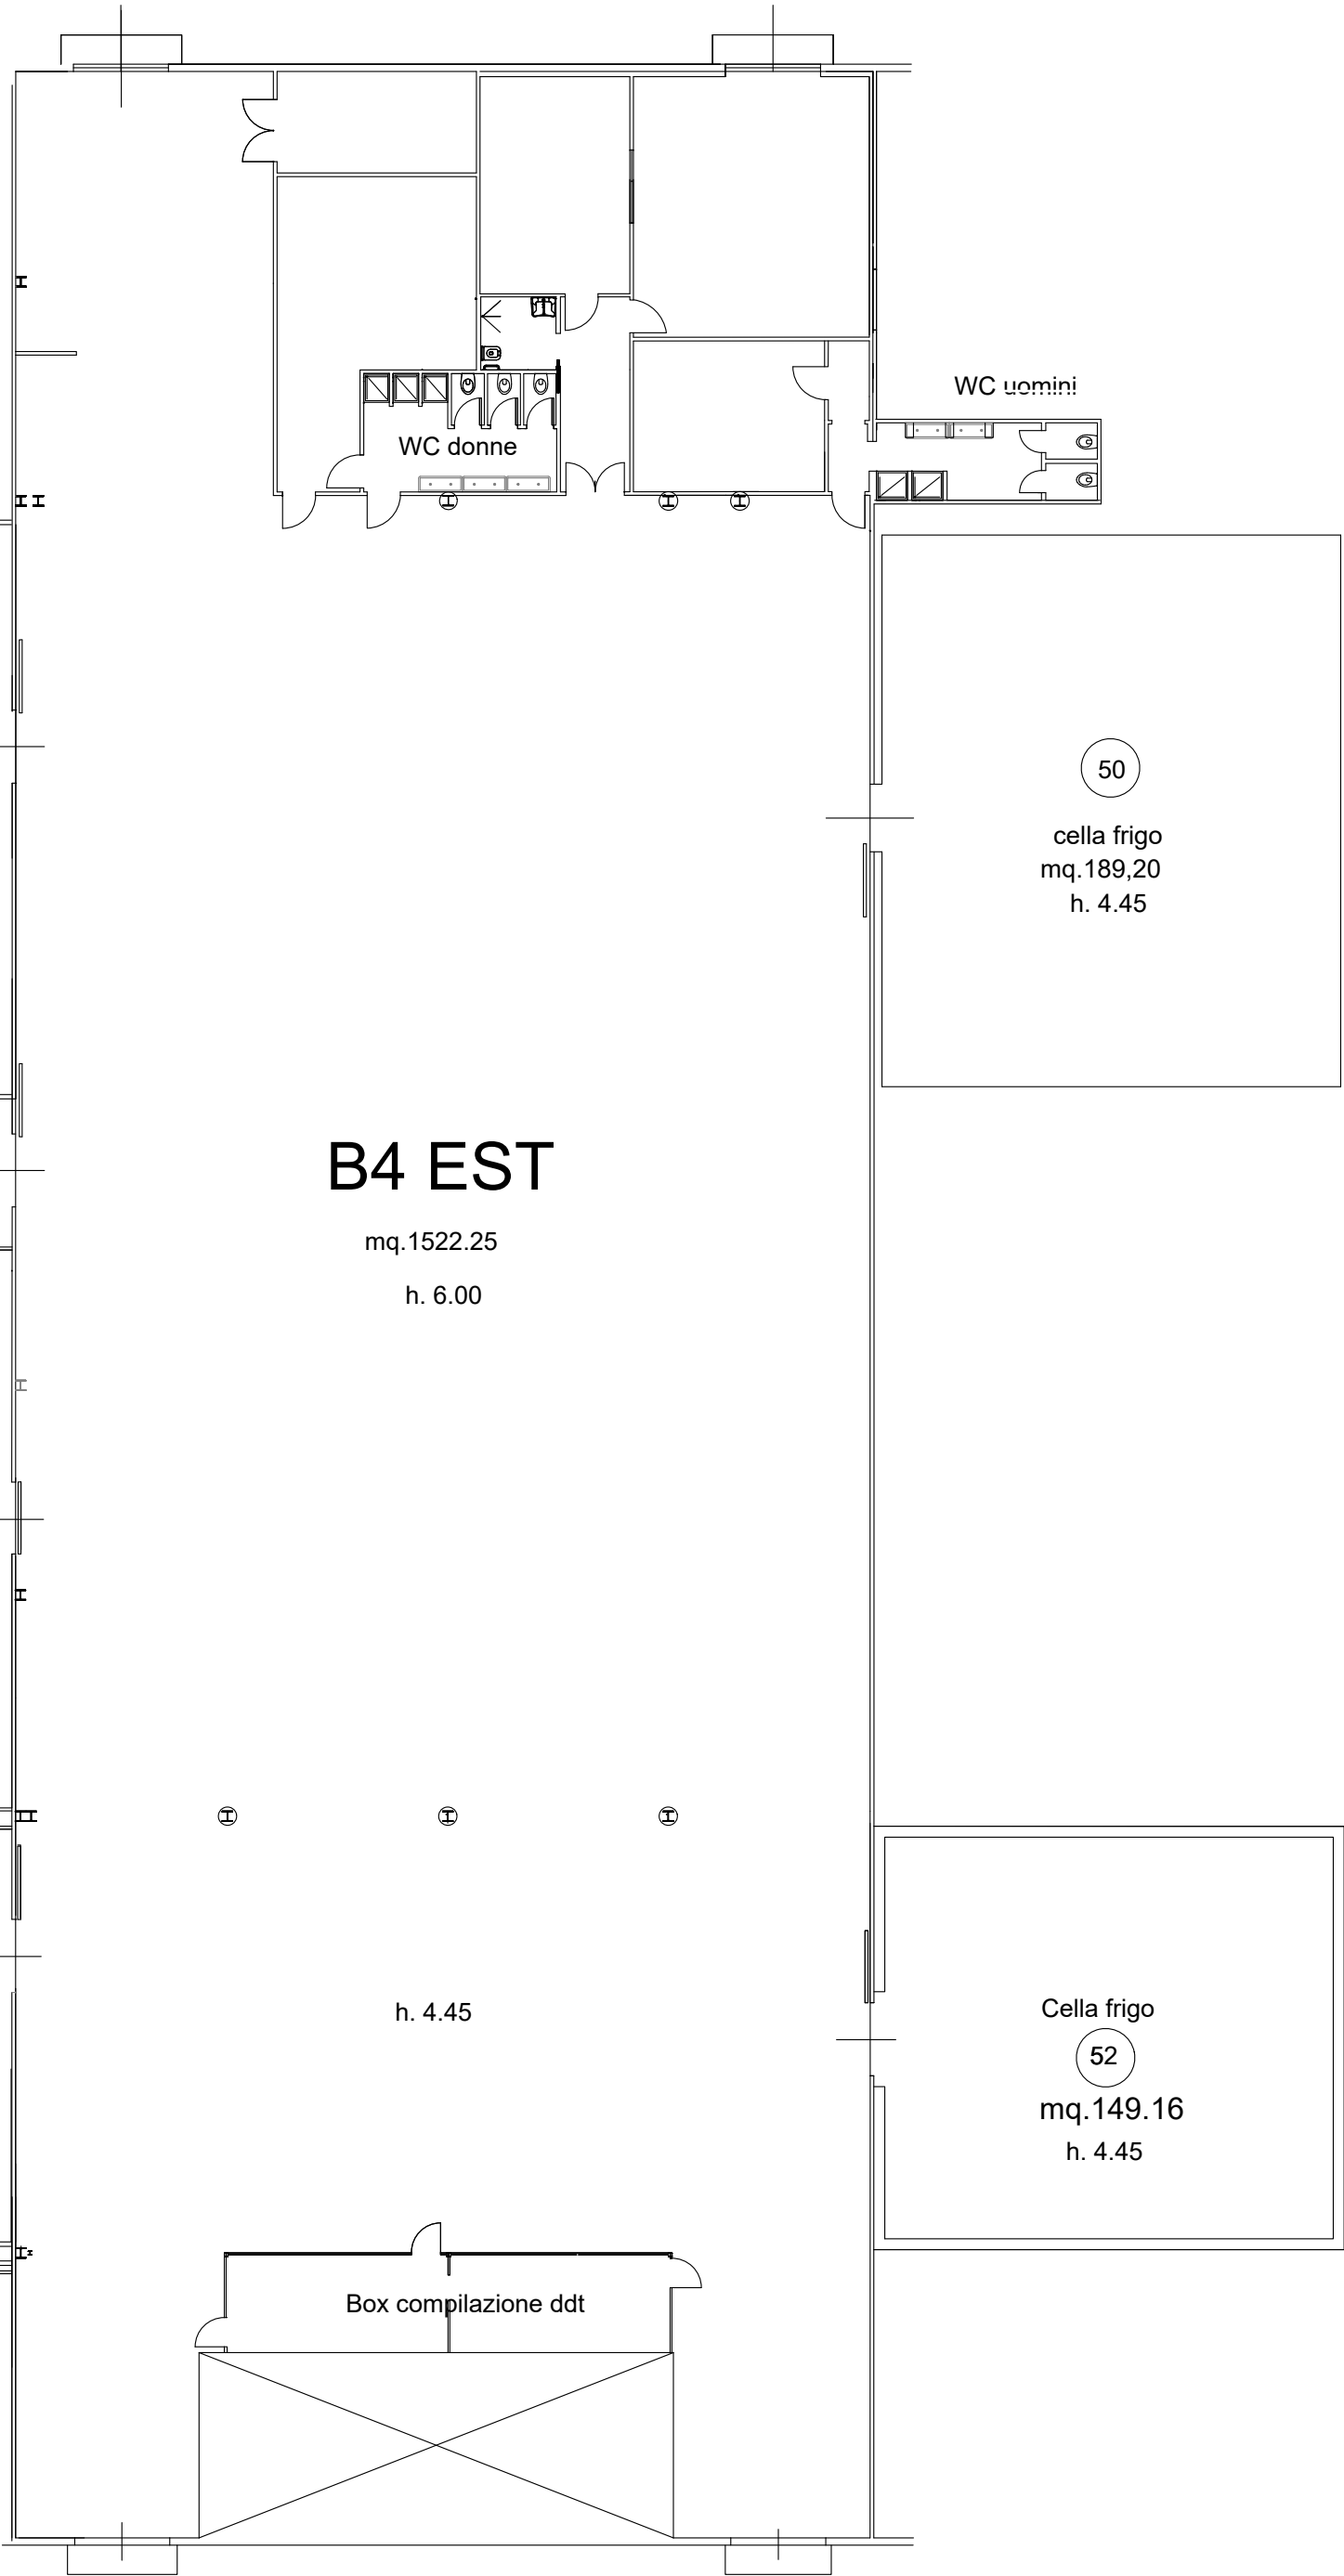 WC uomini
WC donne
50
cella frigo
mq.189,20
h. 4.45
B4 EST
mq.1522.25
h. 6.00
h. 4.45
Cella frigo
52
mq.149.16
h. 4.45
Box compilazione ddt